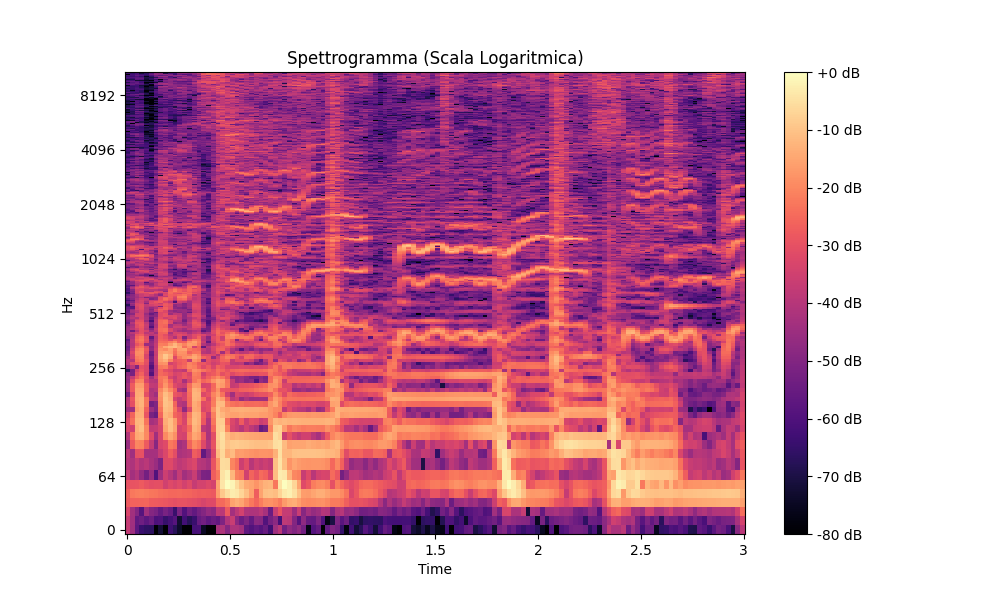 Spettrogramma (Scala Logaritmica)
Hz
8192
4096
2048
1024
512
256
128
64
0
0 0.5 1 1.5 2 2.5 3
Time
+0 dB
-10 dB
-20 dB
-30 dB
-40 dB
-50 dB
-60 dB
-70 dB
-80 dB